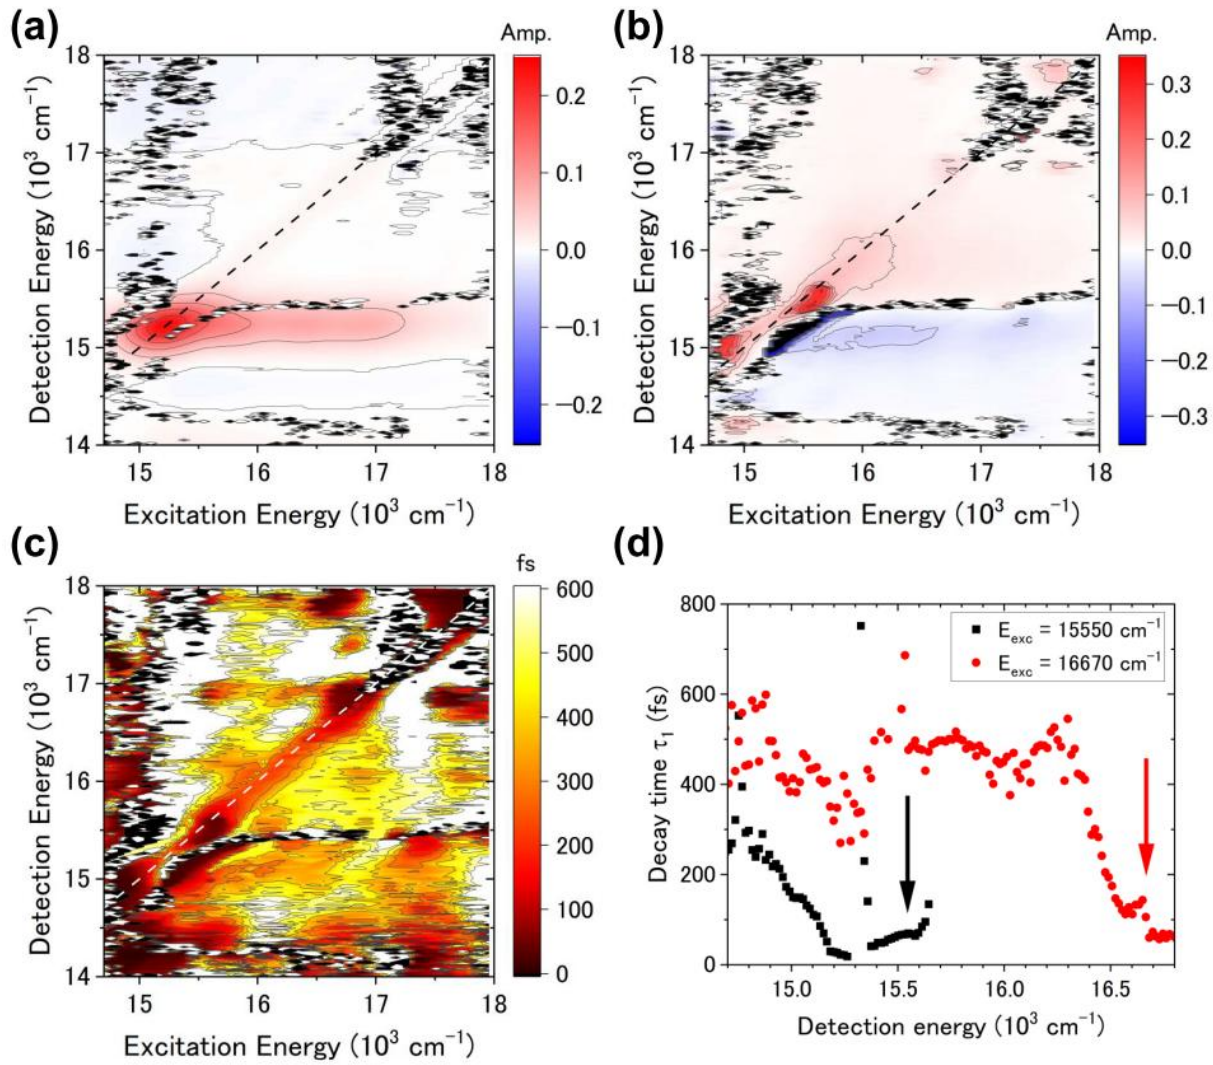 (a)
Amp.
18
17
16
15
14
Detection Energy (10³ cm⁻¹)
15 16 17 18
Excitation Energy (10³ cm⁻¹)
0.2
0.1
0.0
−0.1
−0.2
(b)
Amp.
18
17
16
15
14
Detection Energy (10³ cm⁻¹)
15 16 17 18
Excitation Energy (10³ cm⁻¹)
0.3
0.2
0.1
0.0
−0.1
−0.2
−0.3
(c)
fs
18
17
16
15
14
Detection Energy (10³ cm⁻¹)
15 16 17 18
Excitation Energy (10³ cm⁻¹)
600
500
400
300
200
100
0
(d)
800
600
400
200
0
Decay time τ₁ (fs)
E_exc = 15550 cm⁻¹
E_exc = 16670 cm⁻¹
15.0 15.5 16.0 16.5
Detection energy (10³ cm⁻¹)